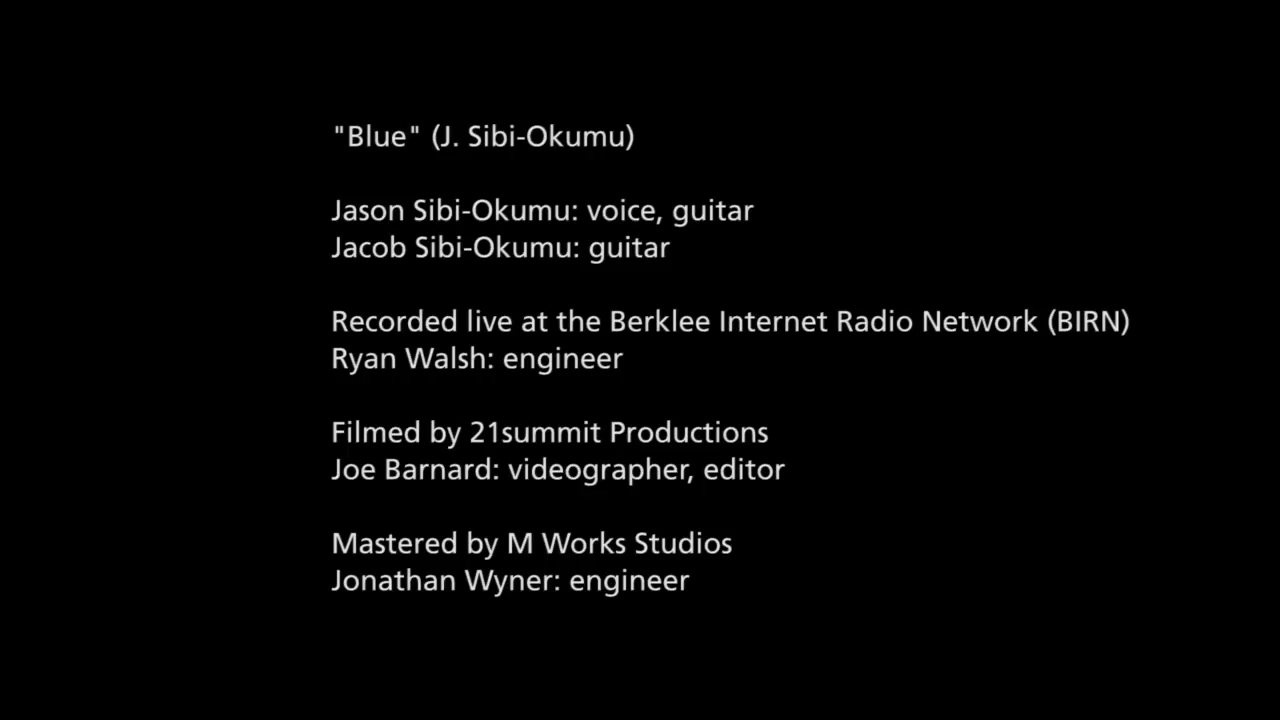 "Blue" (J. Sibi-Okumu)
Jason Sibi-Okumu: voice, guitar
Jacob Sibi-Okumu: guitar
Recorded live at the Berklee Internet Radio Network (BIRN)
Ryan Walsh: engineer
Filmed by 21summit Productions
Joe Barnard: videographer, editor
Mastered by M Works Studios
Jonathan Wyner: engineer